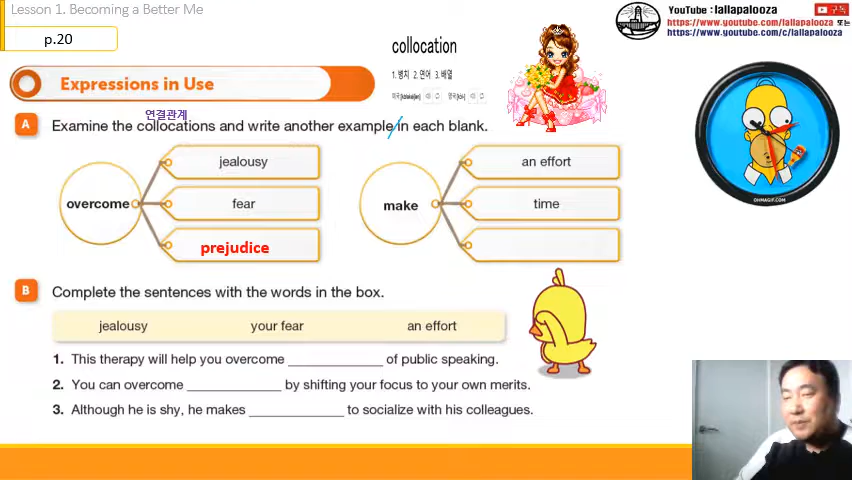 Lesson 1. Becoming a Better Me
p.20
YouTube : lallapalooza 구독
https://www.youtube.com/lallapalooza 또는
https://www.youtube.com/c/lallapalooza
collocation
1. 병치 2. 연어 3. 배열
Expressions in Use
연결관계
A Examine the collocations and write another example in each blank.
overcome
jealousy
fear
prejudice
make
an effort
time
OHMAGIF.COM
B Complete the sentences with the words in the box.
jealousy your fear an effort
1. This therapy will help you overcome _____________ of public speaking.
2. You can overcome _____________ by shifting your focus to your own merits.
3. Although he is shy, he makes _____________ to socialize with his colleagues.